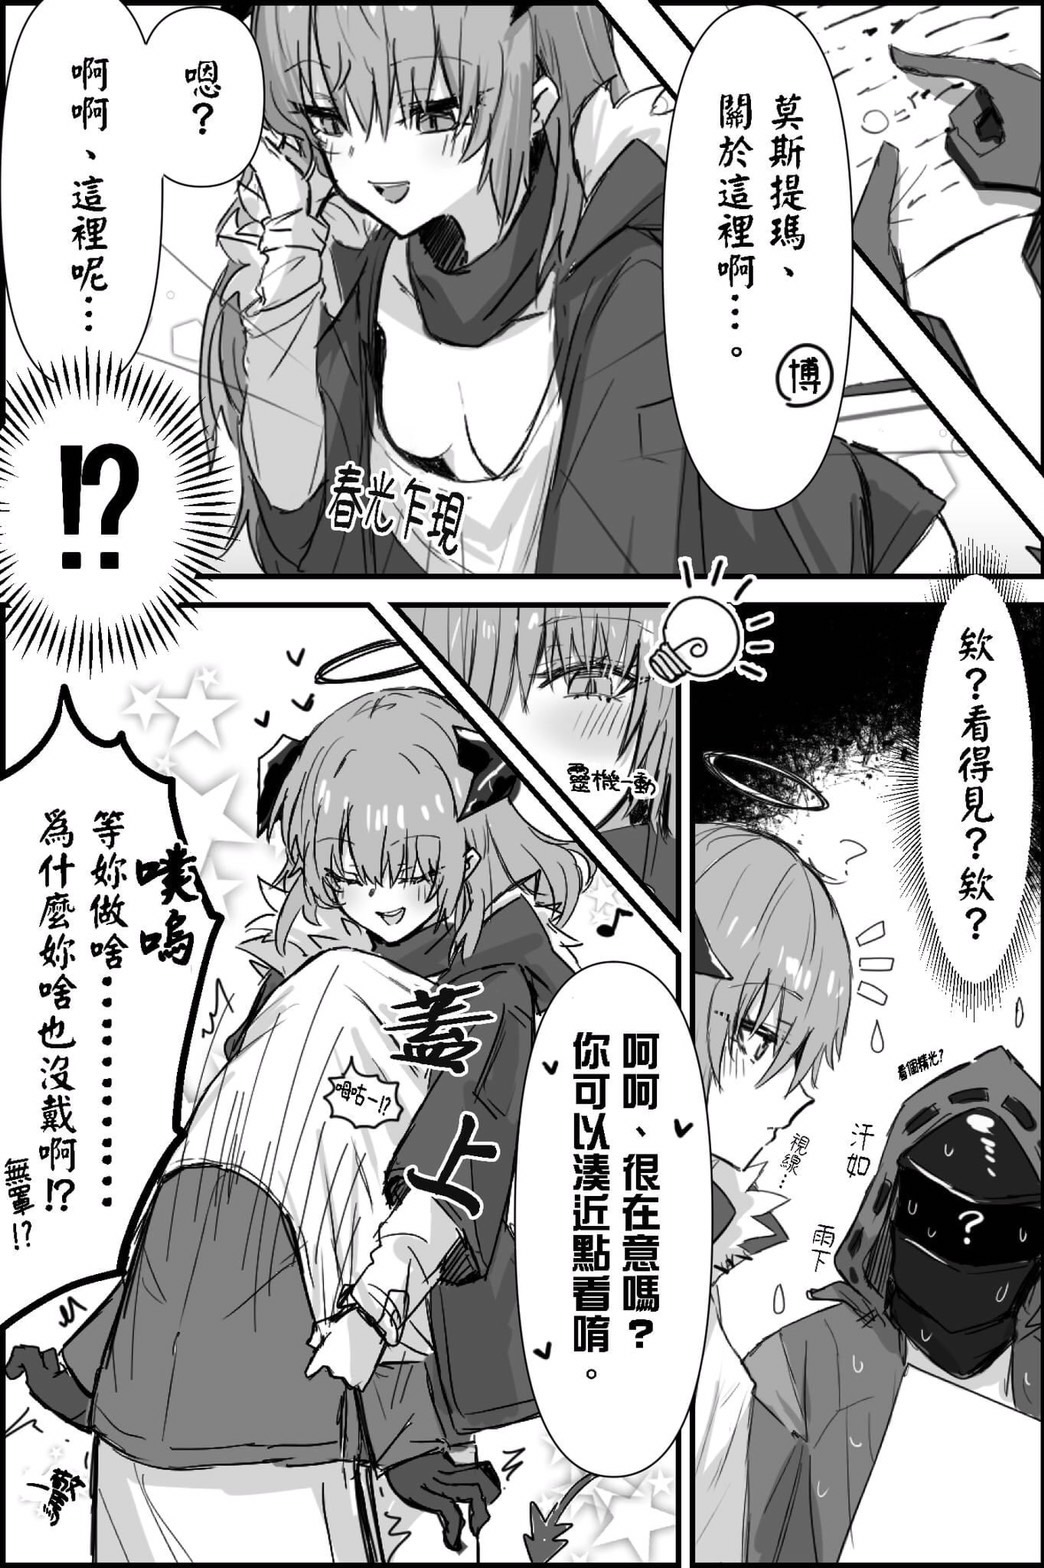 莫斯提瑪、
關於這裡啊…。
博
嗯？
啊啊、這裡呢…
春光乍現
!?
欸？看得見？欸？
看個精光?
汗如
雨下
視線…
?
靈機一動
呵呵、很在意嗎？
你可以湊近點看唷。
蓋上
咕咕ー!?
噗嗚
等妳做啥…………
為什麼妳啥也沒戴啊!?
無罩!?